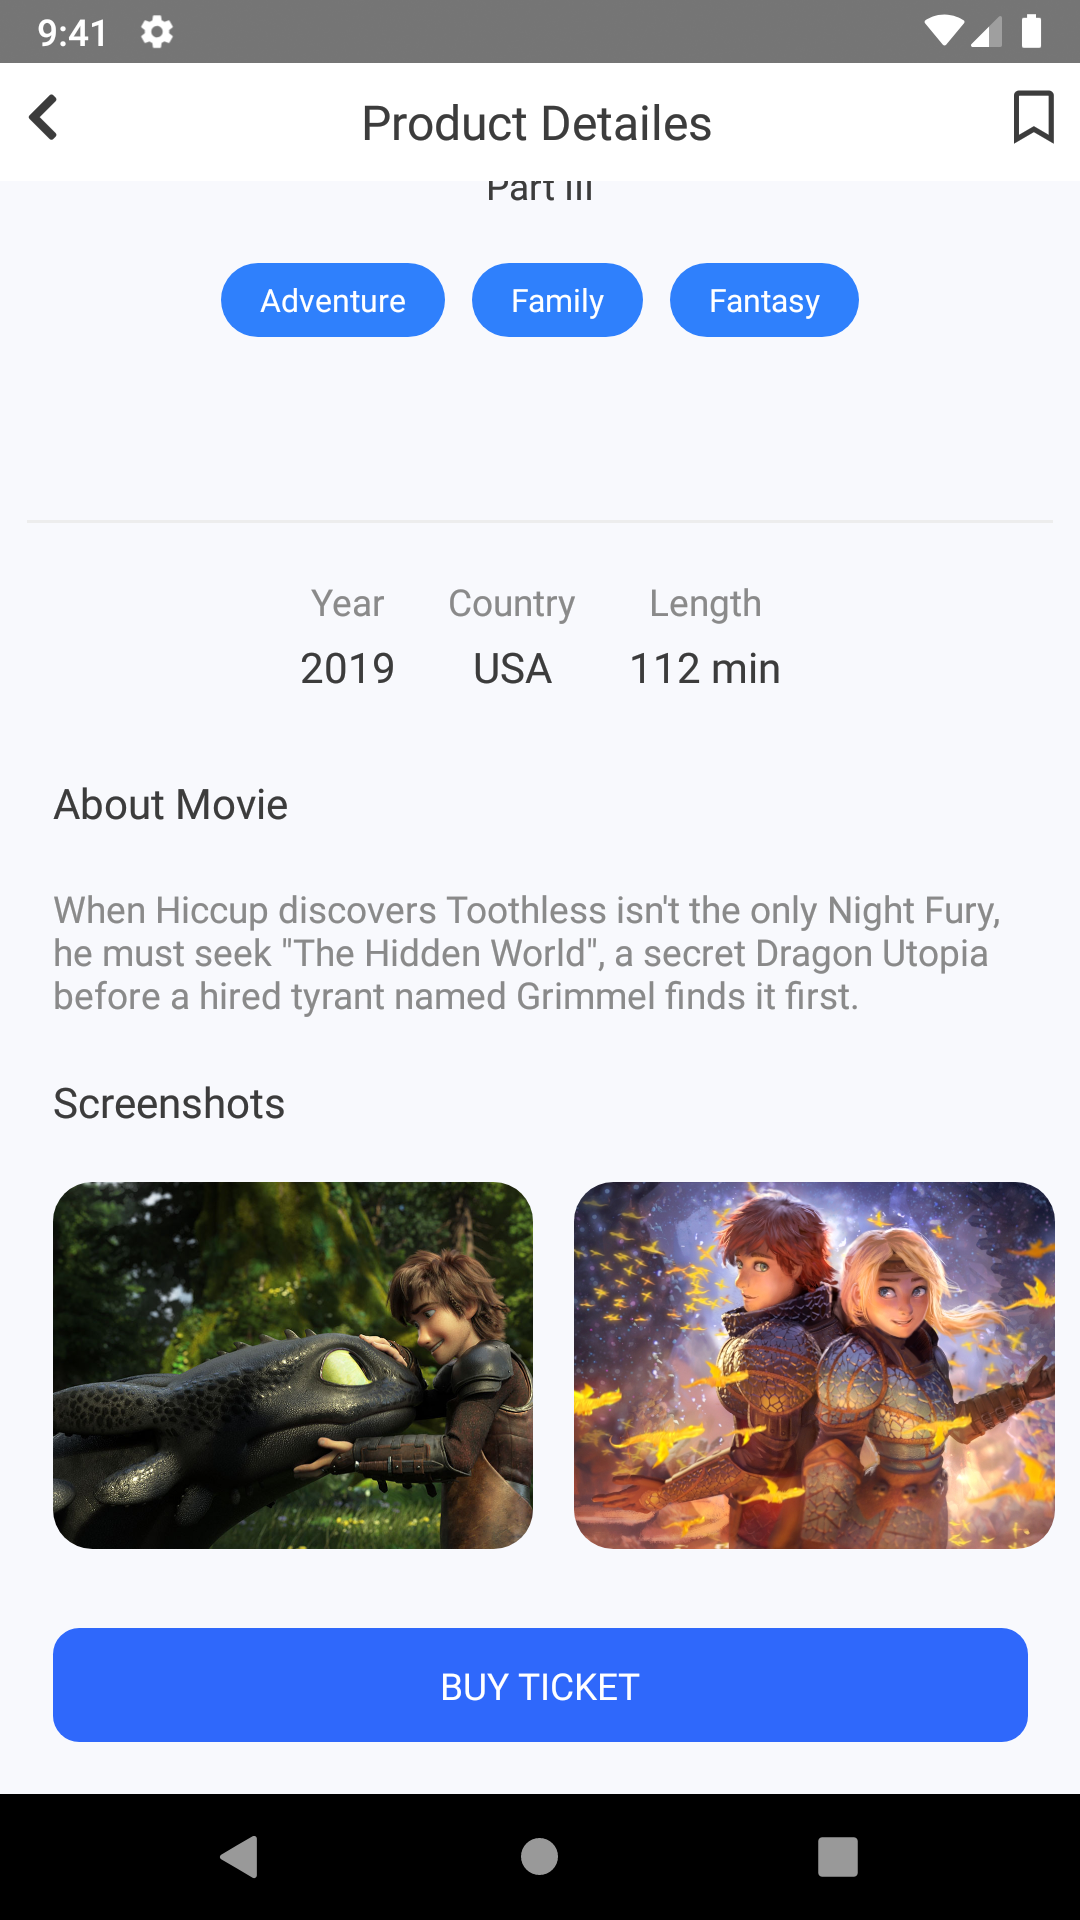 9:41
Product Detailes
Part III
Adventure Family Fantasy
Year Country Length
2019 USA 112 min
About Movie
When Hiccup discovers Toothless isn't the only Night Fury,
he must seek "The Hidden World", a secret Dragon Utopia
before a hired tyrant named Grimmel finds it first.
Screenshots
BUY TICKET